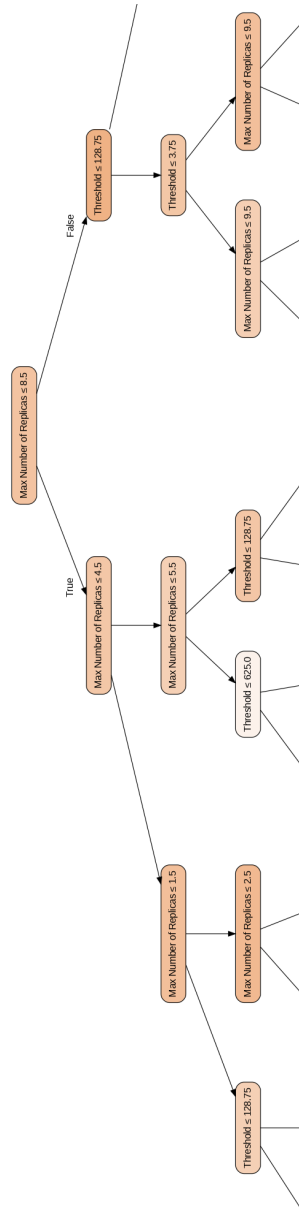 Max Number of Replicas ≤ 8.5
True
False
Max Number of Replicas ≤ 4.5
Threshold ≤ 128.75
Max Number of Replicas ≤ 1.5
Max Number of Replicas ≤ 5.5
Threshold ≤ 3.75
Threshold ≤ 128.75
Max Number of Replicas ≤ 2.5
Threshold ≤ 625.0
Threshold ≤ 128.75
Max Number of Replicas ≤ 9.5
Max Number of Replicas ≤ 9.5